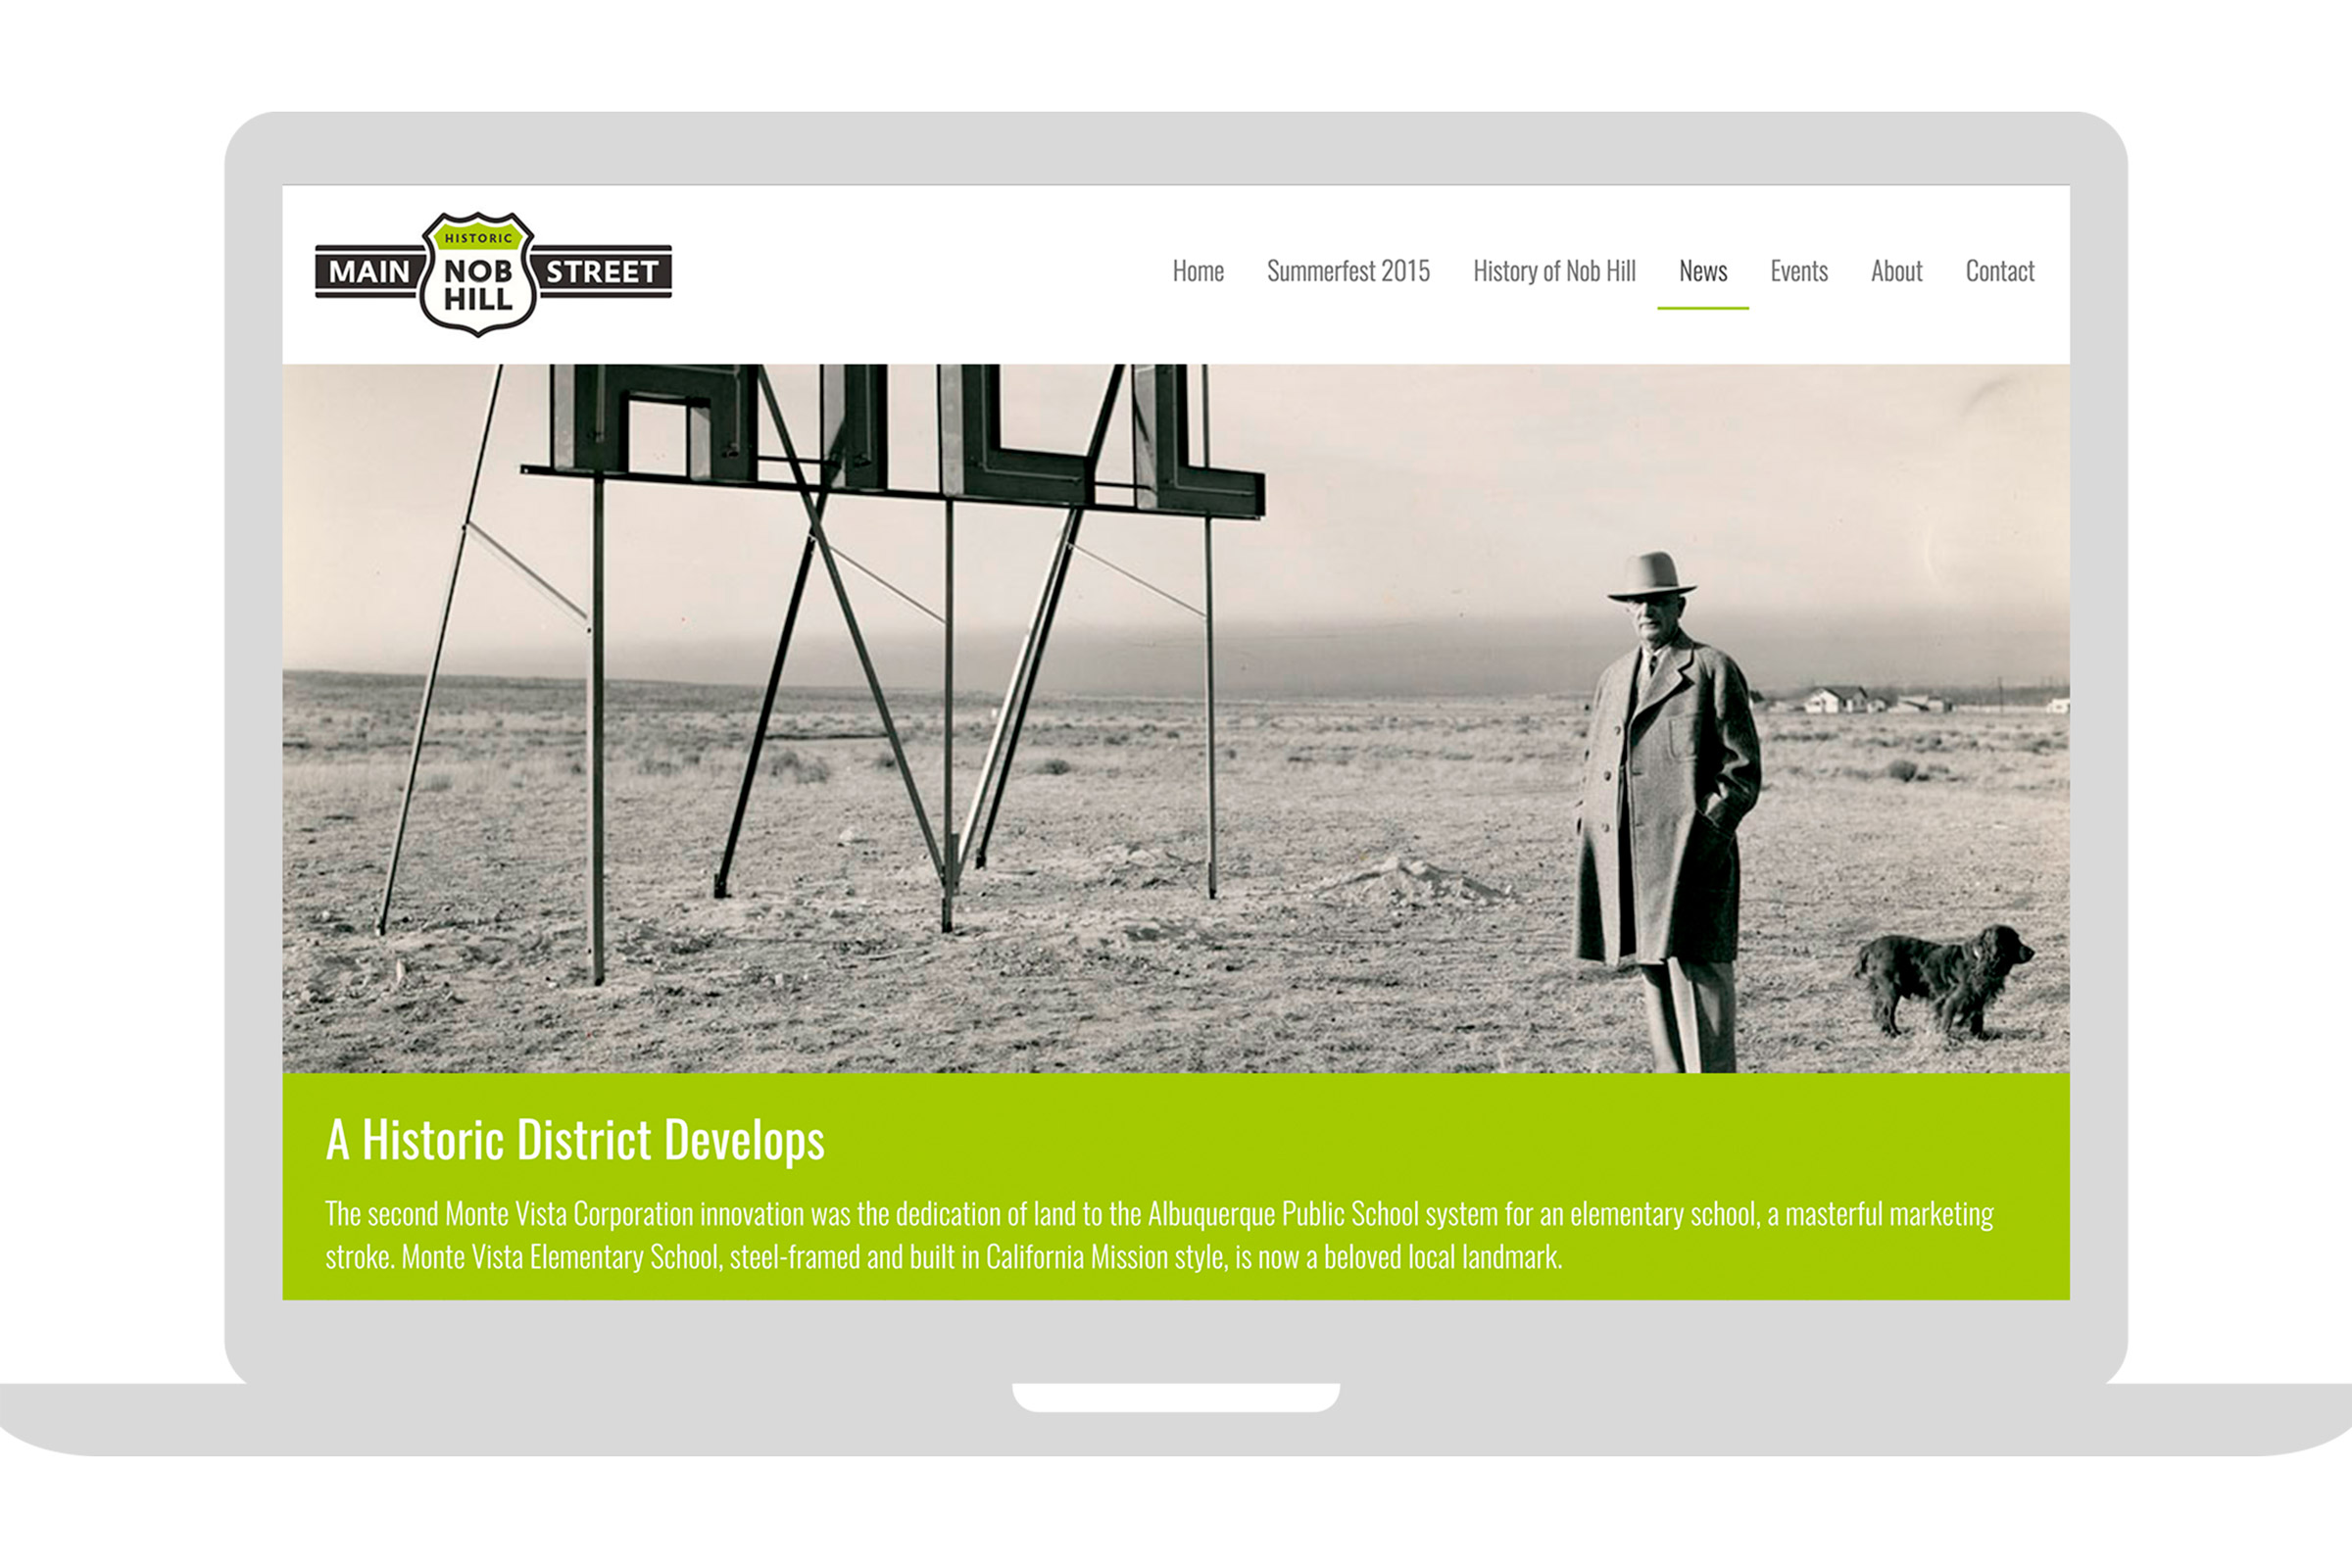 HISTORIC
MAIN NOB STREET
HILL
Home Summerfest 2015 History of Nob Hill News Events About Contact
HILL
A Historic District Develops
The second Monte Vista Corporation innovation was the dedication of land to the Albuquerque Public School system for an elementary school, a masterful marketing
stroke. Monte Vista Elementary School, steel-framed and built in California Mission style, is now a beloved local landmark.